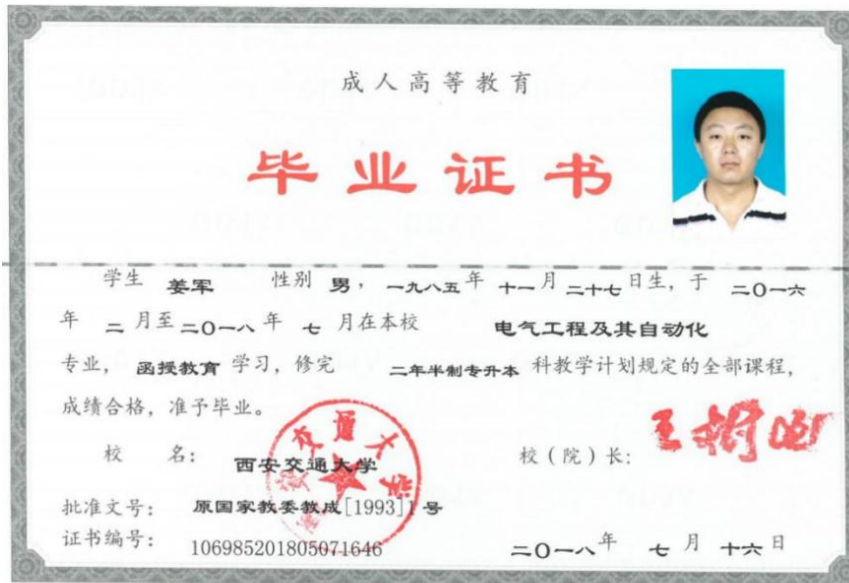 成人高等教育
毕业证书
学生 姜军 性别 男，一九八五年 十一月 二十七日生，于 二〇一六
年 二 月至二〇一八年 七 月在本校 电气工程及其自动化
专业，函授教育 学习，修完 二年半制专升本 科教学计划规定的全部课程，
成绩合格，准予毕业。
校 名： 西安交通大学 校（院）长： 王树国
批准文号： 原国家教委教成[1993]1号
证书编号： 106985201805071646 二〇一八年 七 月 十六日